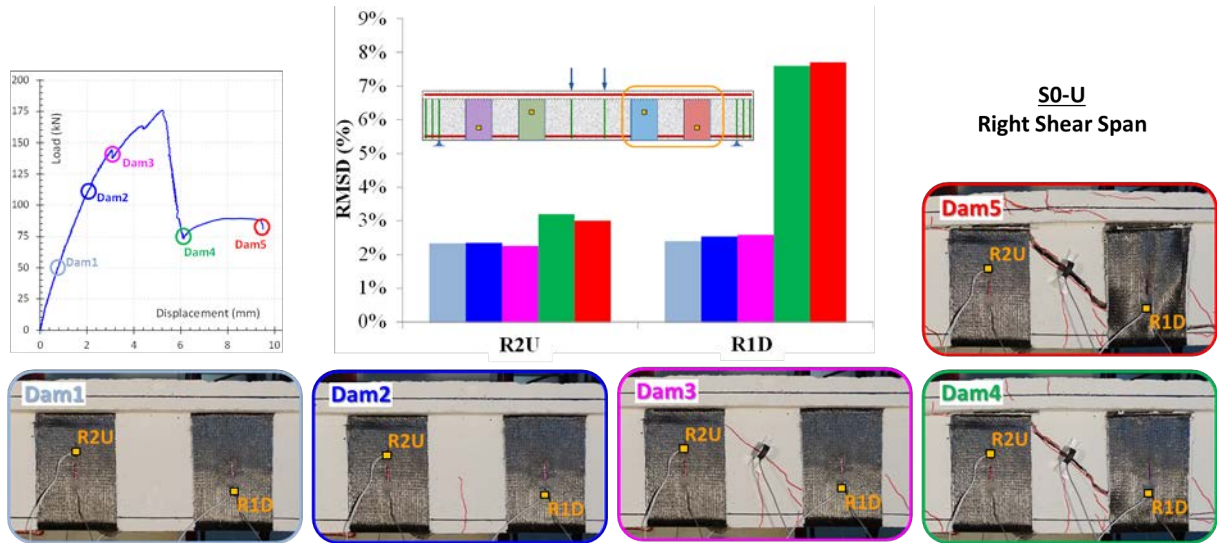 200
175
150
125
100
75
50
25
0
Load (kN)
Dam1
Dam2
Dam3
Dam4
Dam5
Displacement (mm)
0 2 4 6 8 10
9%
8%
7%
6%
5%
4%
3%
2%
1%
0%
RMSD (%)
R2U R1D
S0-U
Right Shear Span
Dam5
R2U
R1D
Dam1
R2U
R1D
Dam2
R2U
R1D
Dam3
R2U
R1D
Dam4
R2U
R1D